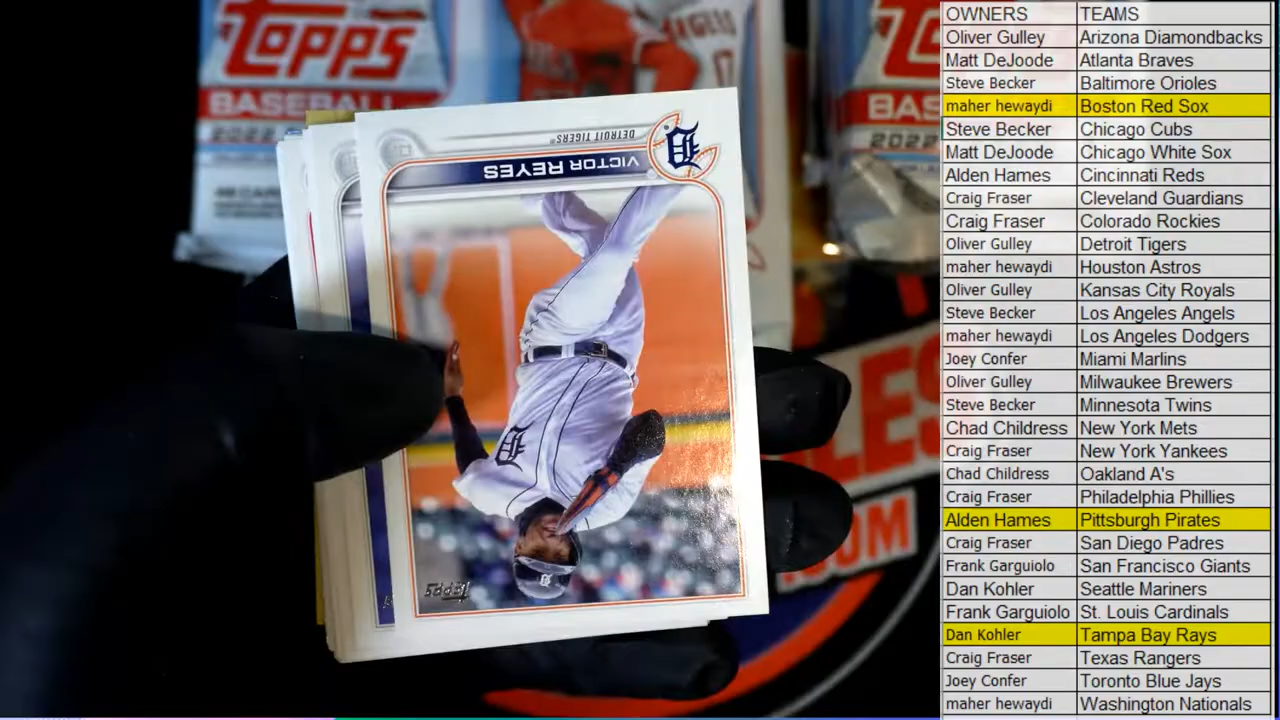 TOPPS
BASEBALL
2022
BAS
2022
DETROIT TIGERS®
VICTOR REYES
Topps
LES
.COM
OWNERS TEAMS
Oliver Gulley Arizona Diamondbacks
Matt DeJoode Atlanta Braves
Steve Becker Baltimore Orioles
maher hewaydi Boston Red Sox
Steve Becker Chicago Cubs
Matt DeJoode Chicago White Sox
Alden Hames Cincinnati Reds
Craig Fraser Cleveland Guardians
Craig Fraser Colorado Rockies
Oliver Gulley Detroit Tigers
maher hewaydi Houston Astros
Oliver Gulley Kansas City Royals
Steve Becker Los Angeles Angels
maher hewaydi Los Angeles Dodgers
Joey Confer Miami Marlins
Oliver Gulley Milwaukee Brewers
Steve Becker Minnesota Twins
Chad Childress New York Mets
Craig Fraser New York Yankees
Chad Childress Oakland A's
Craig Fraser Philadelphia Phillies
Alden Hames Pittsburgh Pirates
Craig Fraser San Diego Padres
Frank Garguiolo San Francisco Giants
Dan Kohler Seattle Mariners
Frank Garguiolo St. Louis Cardinals
Dan Kohler Tampa Bay Rays
Craig Fraser Texas Rangers
Joey Confer Toronto Blue Jays
maher hewaydi Washington Nationals